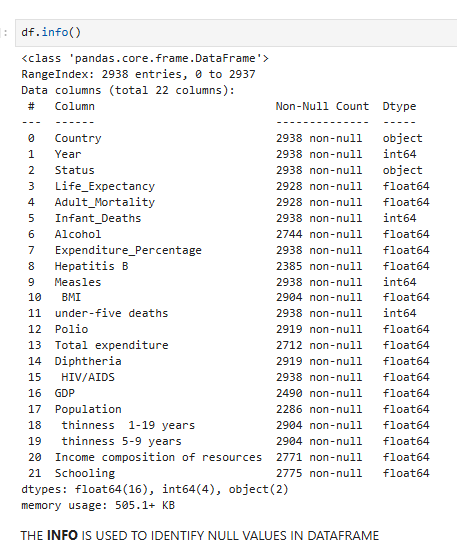 : df.info()
<class 'pandas.core.frame.DataFrame'>
RangeIndex: 2938 entries, 0 to 2937
Data columns (total 22 columns):
 #   Column                           Non-Null Count  Dtype
---  ------                           --------------  -----
 0   Country                          2938 non-null   object
 1   Year                             2938 non-null   int64
 2   Status                           2938 non-null   object
 3   Life_Expectancy                  2928 non-null   float64
 4   Adult_Mortality                  2928 non-null   float64
 5   Infant_Deaths                    2938 non-null   int64
 6   Alcohol                          2744 non-null   float64
 7   Expenditure_Percentage           2938 non-null   float64
 8   Hepatitis B                      2385 non-null   float64
 9   Measles                          2938 non-null   int64
 10   BMI                             2904 non-null   float64
 11  under-five deaths                2938 non-null   int64
 12  Polio                            2919 non-null   float64
 13  Total expenditure                2712 non-null   float64
 14  Diphtheria                       2919 non-null   float64
 15   HIV/AIDS                        2938 non-null   float64
 16  GDP                              2490 non-null   float64
 17  Population                       2286 non-null   float64
 18   thinness  1-19 years            2904 non-null   float64
 19   thinness 5-9 years              2904 non-null   float64
 20  Income composition of resources  2771 non-null   float64
 21  Schooling                        2775 non-null   float64
dtypes: float64(16), int64(4), object(2)
memory usage: 505.1+ KB
THE INFO IS USED TO IDENTIFY NULL VALUES IN DATAFRAME